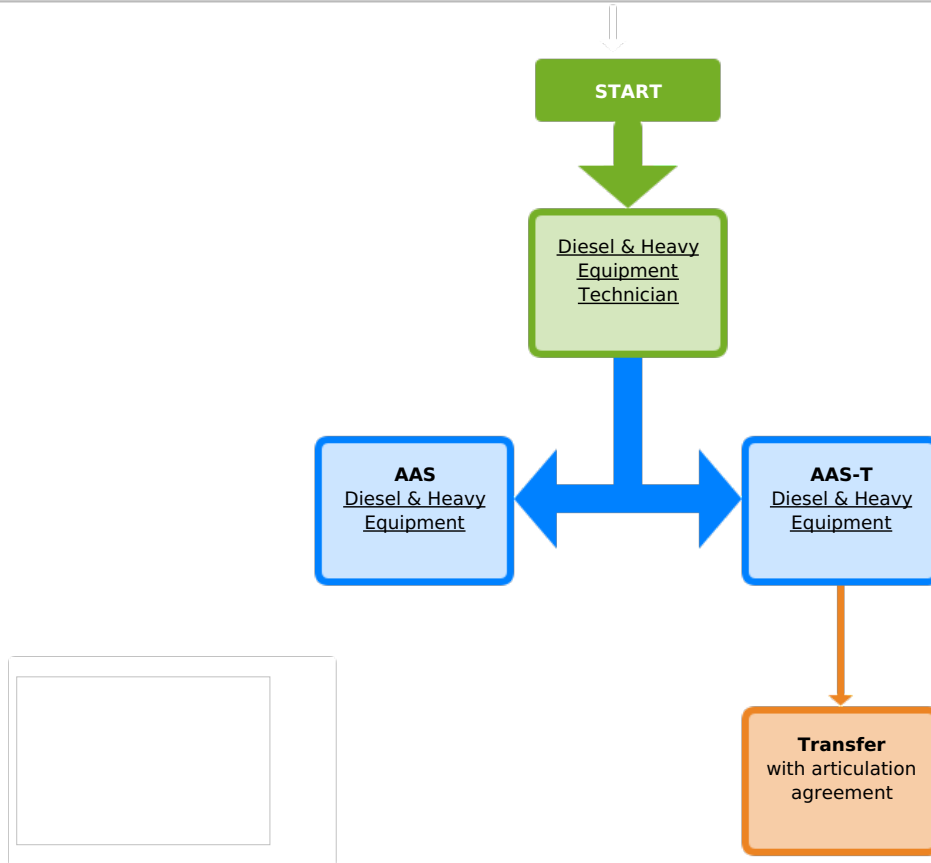 START
Diesel & Heavy
Equipment
Technician
AAS
Diesel & Heavy
Equipment
AAS-T
Diesel & Heavy
Equipment
Transfer
with articulation
agreement